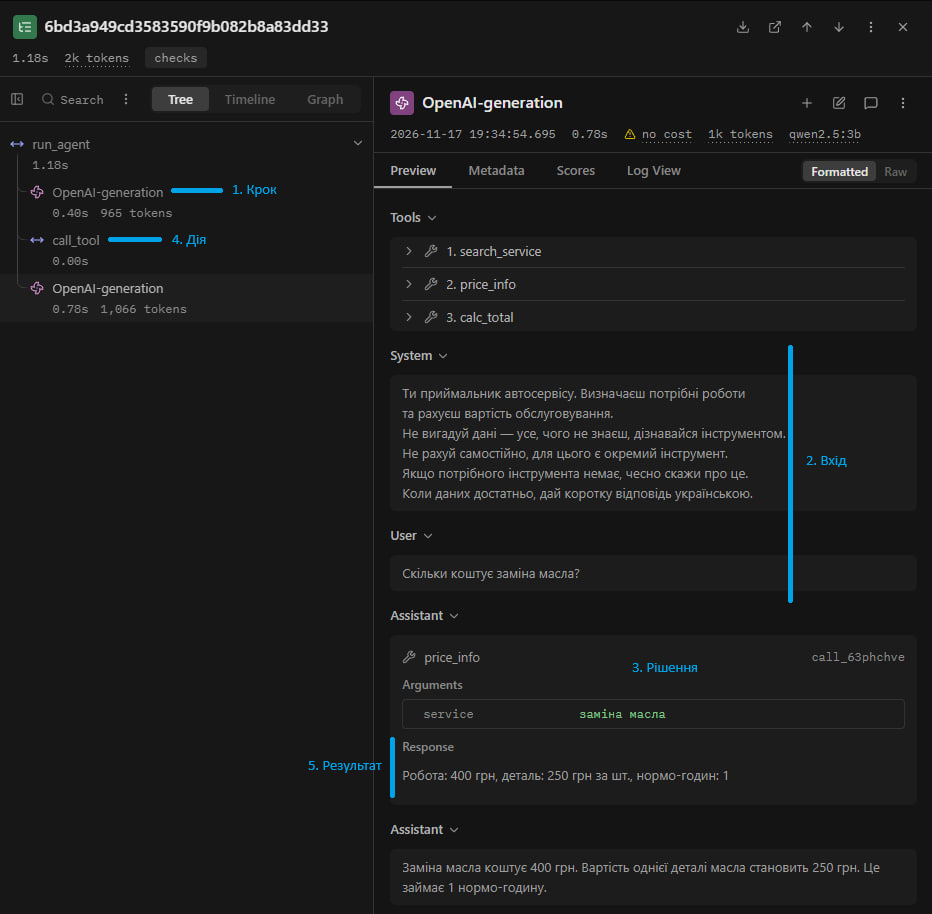 6bd3a949cd3583590f9b082b8a83dd33
1.18s 2k tokens checks
Search Tree Timeline Graph
run_agent
1.18s
OpenAI-generation 1. Крок
0.40s 965 tokens
call_tool 4. Дія
0.00s
OpenAI-generation
0.78s 1,066 tokens
OpenAI-generation
2026-11-17 19:34:54.695 0.78s no cost 1k tokens qwen2.5:3b
Preview Metadata Scores Log View Formatted Raw
Tools
1. search_service
2. price_info
3. calc_total
System
Ти приймальник автосервісу. Визначаєш потрібні роботи
та рахуєш вартість обслуговування.
Не вигадуй дані — усе, чого не знаєш, дізнавайся інструментом.
Не рахуй самостійно, для цього є окремий інструмент.
Якщо потрібного інструмента немає, чесно скажи про це.
Коли даних достатньо, дай коротку відповідь українською.
2. Вхід
User
Скільки коштує заміна масла?
Assistant
price_info call_63phchve
3. Рішення
Arguments
service заміна масла
Response
5. Результат
Робота: 400 грн, деталь: 250 грн за шт., нормо-годин: 1
Assistant
Заміна масла коштує 400 грн. Вартість однієї деталі масла становить 250 грн. Це
займає 1 нормо-годину.